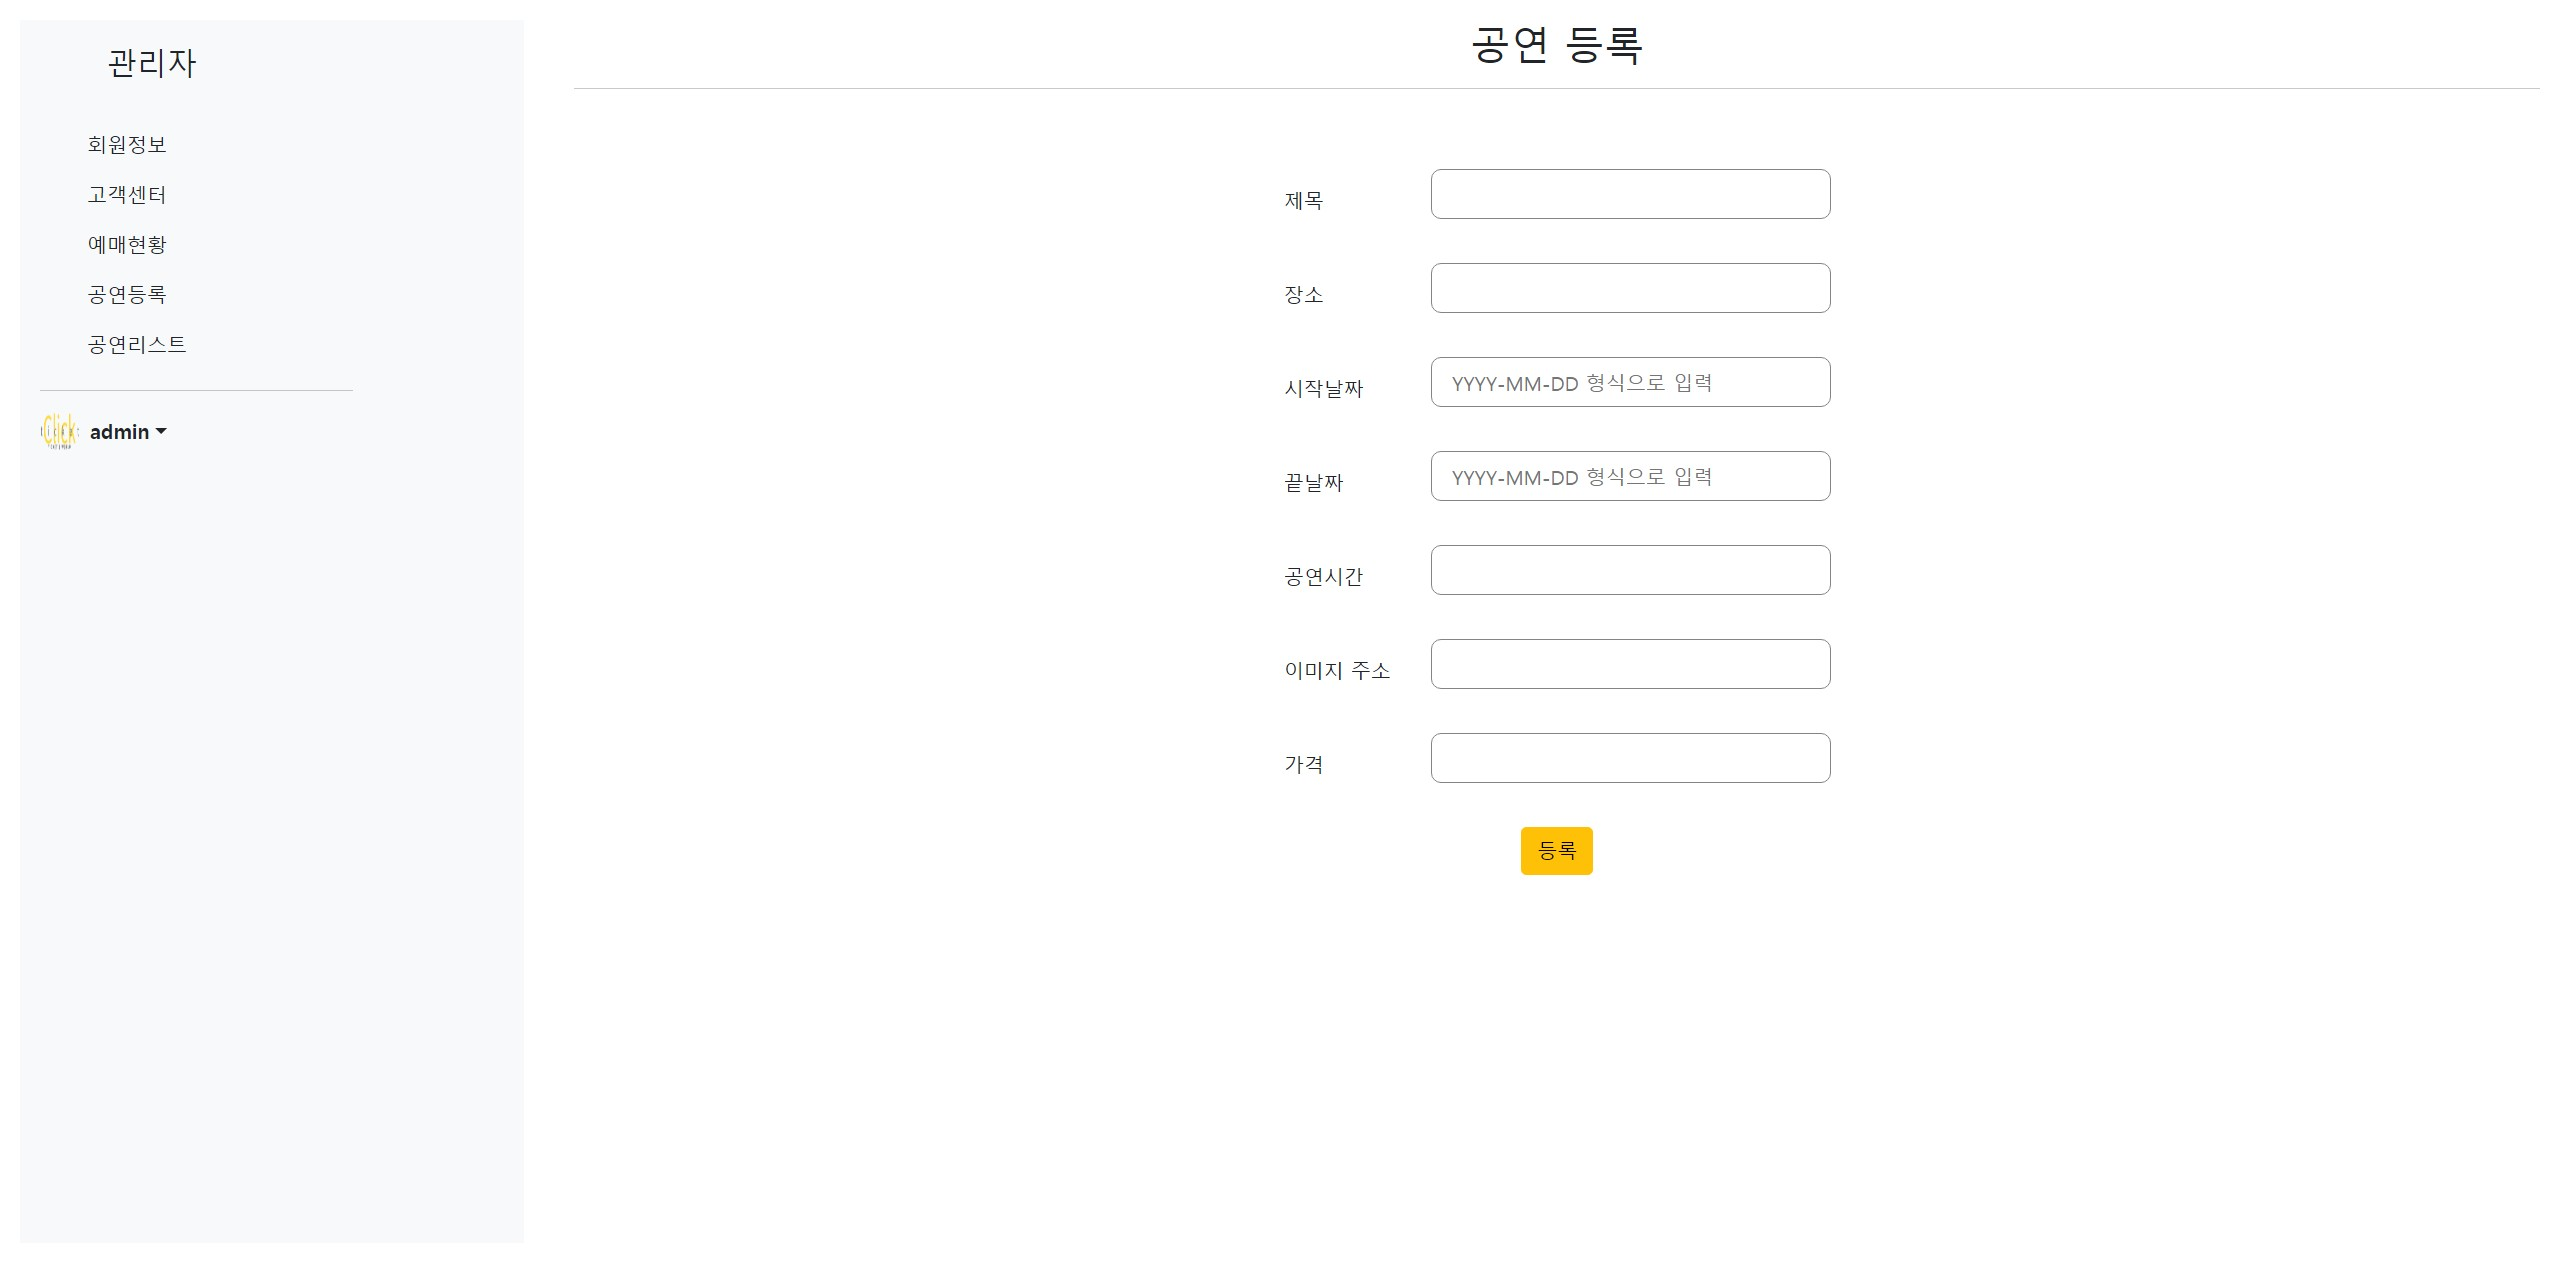 관리자
회원정보
고객센터
예매현황
공연등록
공연리스트
Click
admin
공연 등록
제목
장소
시작날짜
YYYY-MM-DD 형식으로 입력
끝날짜
YYYY-MM-DD 형식으로 입력
공연시간
이미지 주소
가격
등록